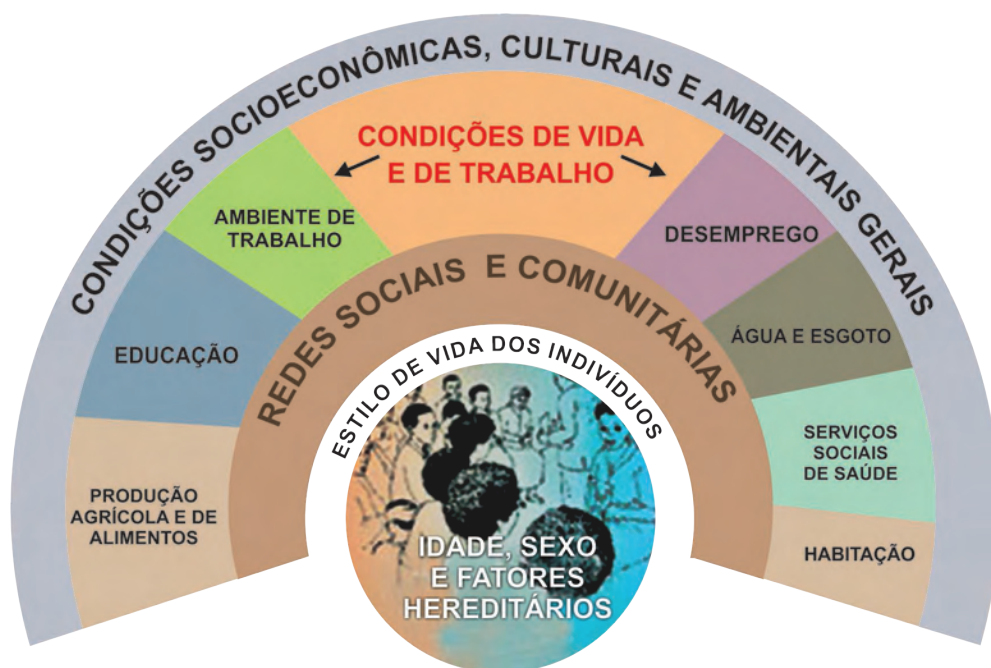 CONDIÇÕES SOCIOECONÔMICAS, CULTURAIS E AMBIENTAIS GERAIS
CONDIÇÕES DE VIDA
E DE TRABALHO
AMBIENTE DE
TRABALHO
DESEMPREGO
EDUCAÇÃO
ÁGUA E ESGOTO
PRODUÇÃO
AGRÍCOLA E DE
ALIMENTOS
SERVIÇOS
SOCIAIS
DE SAÚDE
HABITAÇÃO
REDES SOCIAIS E COMUNITÁRIAS
ESTILO DE VIDA DOS INDIVÍDUOS
IDADE, SEXO
E FATORES
HEREDITÁRIOS